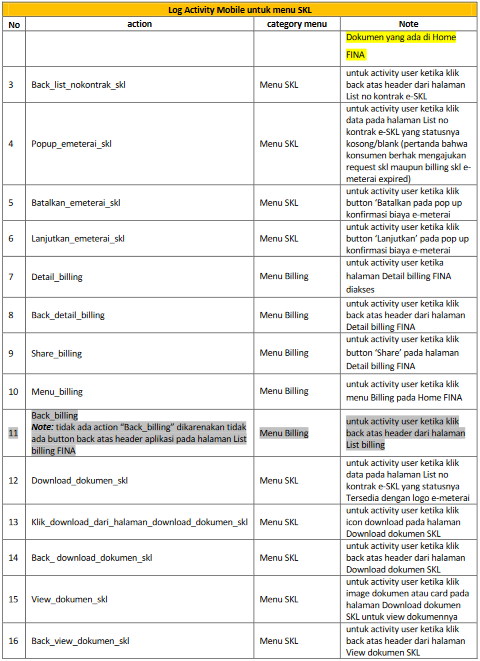 Log Activity Mobile untuk menu SKL
No action category menu Note
Dokumen yang ada di Home
FINA
3 Back_list_nokontrak_skl Menu SKL untuk activity user ketika klik
back atas header dari halaman
List no kontrak e-SKL
4 Popup_emeterai_skl Menu SKL untuk activity user ketika klik
data pada halaman List no
kontrak e-SKL yang statusnya
kosong/blank (pertanda bahwa
konsumen berhak mengajukan
request skl maupun billing skl e-
meterai expired)
5 Batalkan_emeterai_skl Menu SKL untuk activity user ketika klik
button ‘Batalkan pada pop up
konfirmasi biaya e-meterai
6 Lanjutkan_emeterai_skl Menu SKL untuk activity user ketika klik
button ‘Lanjutkan’ pada pop up
konfirmasi biaya e-meterai
7 Detail_billing Menu Billing untuk activity user ketika
halaman Detail billing FINA
diakses
8 Back_detail_billing Menu Billing untuk activity user ketika klik
back atas header dari halaman
Detail billing FINA
9 Share_billing Menu Billing untuk activity user ketika klik
button ‘Share’ pada halaman
Detail billing FINA
10 Menu_billing Menu Billing untuk activity user ketika klik
menu Billing pada Home FINA
11 Back_billing
Note: tidak ada action “Back_billing” dikarenakan tidak
ada button back atas header aplikasi pada halaman List
billing FINA
Menu Billing untuk activity user ketika klik
back atas header dari halaman
List billing
12 Download_dokumen_skl Menu SKL untuk activity user ketika klik
data pada halaman List no
kontrak e-SKL yang statusnya
Tersedia dengan logo e-meterai
13 Klik_download_dari_halaman_download_dokumen_skl Menu SKL untuk activity user ketika klik
icon download pada halaman
Download dokumen SKL
14 Back_ download_dokumen_skl Menu SKL untuk activity user ketika klik
back atas header dari halaman
Download dokumen SKL
15 View_dokumen_skl Menu SKL untuk activity user ketika klik
image dokumen atau card pada
halaman Download dokumen
SKL untuk view dokumennya
16 Back_view_dokumen_skl Menu SKL untuk activity user ketika klik
back atas header dari halaman
View dokumen SKL